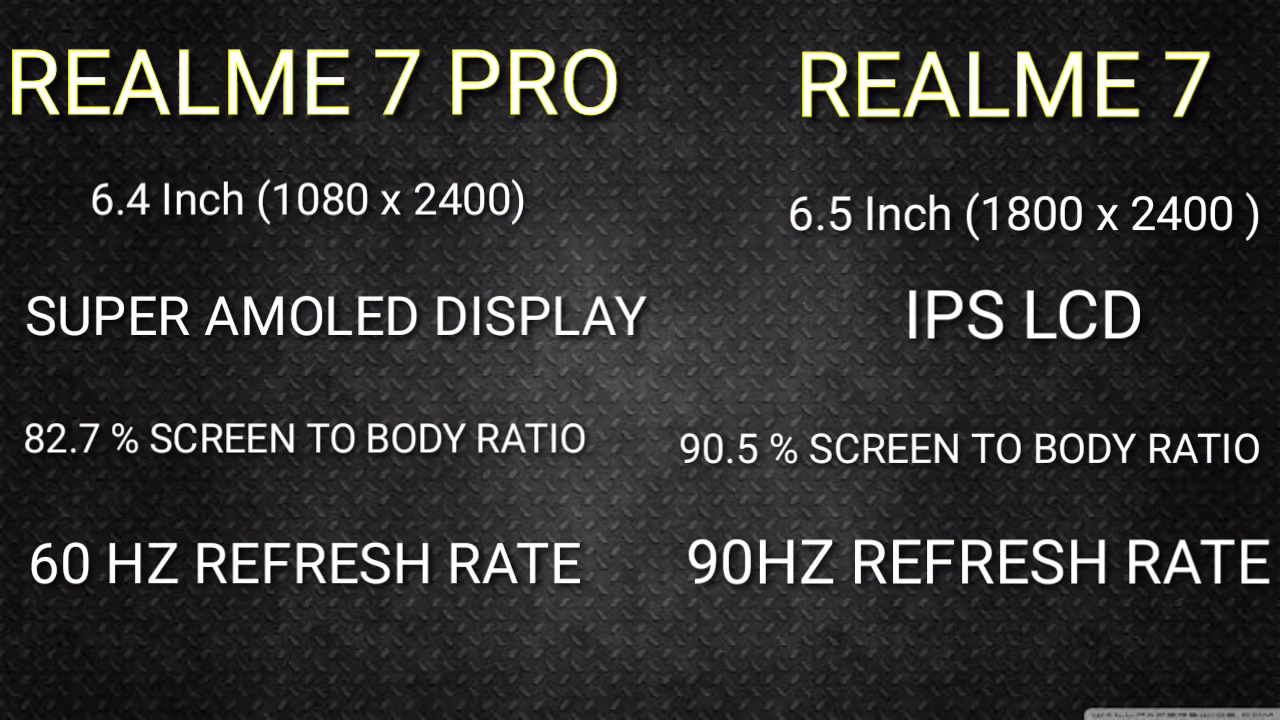 REALME 7 PRO
6.4 Inch (1080 x 2400)
SUPER AMOLED DISPLAY
82.7 % SCREEN TO BODY RATIO
60 HZ REFRESH RATE
REALME 7
6.5 Inch (1800 x 2400 )
IPS LCD
90.5 % SCREEN TO BODY RATIO
90HZ REFRESH RATE